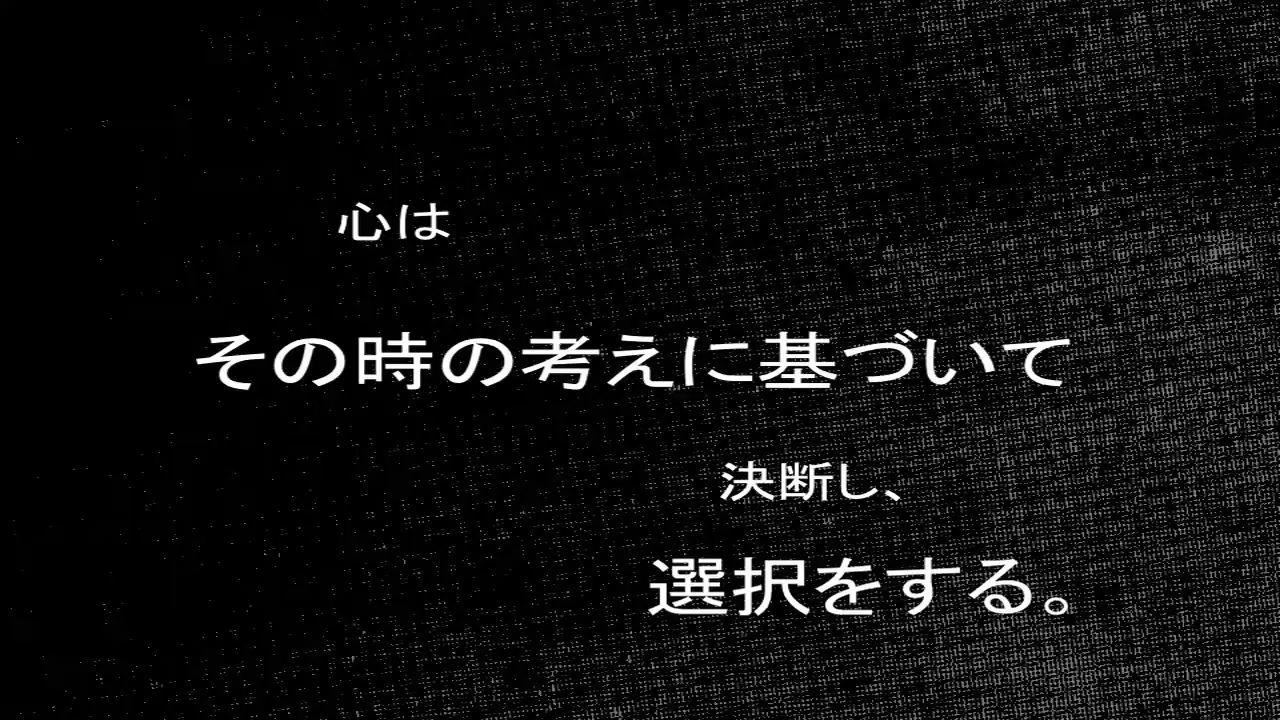 心は
その時の考えに基づいて
決断し、
選択をする。